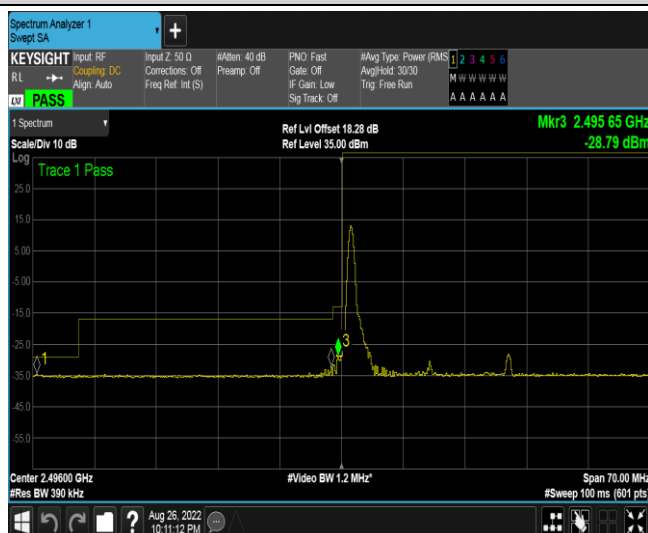 Spectrum Analyzer 1
Swept SA
+
KEYSIGHT
RL
LXI PASS
Input: RF
Coupling: DC
Align: Auto
Input Z: 50 Ω
Corrections: Off
Freq Ref: Int (S)
#Atten: 40 dB
Preamp: Off
PNO: Fast
Gate: Off
IF Gain: Low
Sig Track: Off
#Avg Type: Power (RMS
Avg|Hold: 30/30
Trig: Free Run
1 2 3 4 5 6
M W W W W W
A A A A A A
1 Spectrum
Scale/Div 10 dB
Ref Lvl Offset 18.28 dB
Ref Level 35.00 dBm
Mkr3 2.495 65 GHz
-28.79 dBm
Log
Trace 1 Pass
25.0
15.0
5.00
-5.00
-15.0
-25.0
-35.0
-45.0
-55.0
1
3
Center 2.49600 GHz
#Res BW 390 kHz
#Video BW 1.2 MHz*
Span 70.00 MHz
#Sweep 100 ms (601 pts)
?
Aug 26, 2022
10:11:12 PM